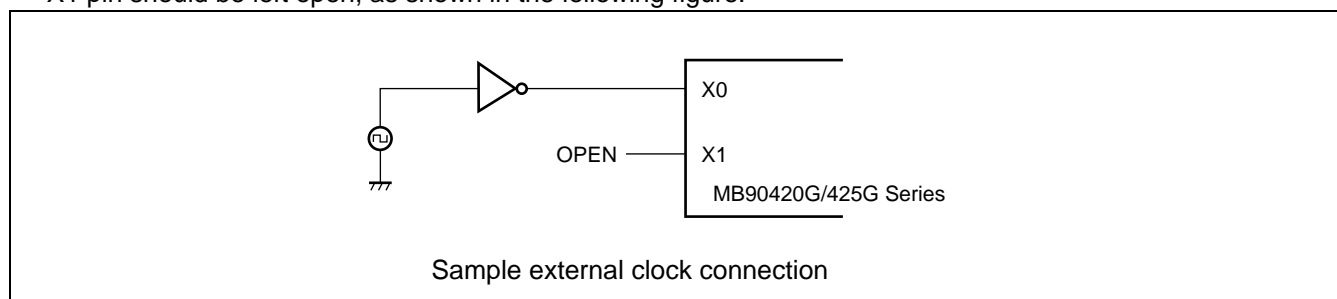 X1 pin should be left open, as shown in the following figure.
X0
OPEN
X1
MB90420G/425G Series
Sample external clock connection